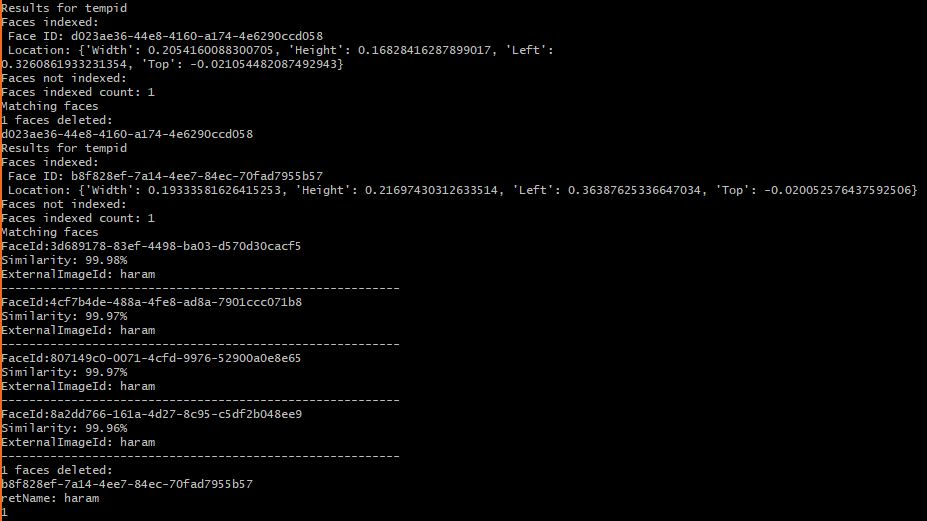 Results for tempid
Faces indexed:
Face ID: d023ae36-44e8-4160-a174-4e6290ccd058
Location: {'Width': 0.2054160088300705, 'Height': 0.16828416287899017, 'Left':
0.3260861933231354, 'Top': -0.021054482087492943}
Faces not indexed:
Faces indexed count: 1
Matching faces
1 faces deleted:
d023ae36-44e8-4160-a174-4e6290ccd058
Results for tempid
Faces indexed:
Face ID: b8f828ef-7a14-4ee7-84ec-70fad7955b57
Location: {'Width': 0.19333581626415253, 'Height': 0.21697430312633514, 'Left': 0.36387625336647034, 'Top': -0.020052576437592506}
Faces not indexed:
Faces indexed count: 1
Matching faces
FaceId:3d689178-83ef-4498-ba03-d570d30cacf5
Similarity: 99.98%
ExternalImageId: haram
---------------------------------------------------------
FaceId:4cf7b4de-488a-4fe8-ad8a-7901ccc071b8
Similarity: 99.97%
ExternalImageId: haram
---------------------------------------------------------
FaceId:807149c0-0071-4cfd-9976-52900a0e8e65
Similarity: 99.97%
ExternalImageId: haram
---------------------------------------------------------
FaceId:8a2dd766-161a-4d27-8c95-c5df2b048ee9
Similarity: 99.96%
ExternalImageId: haram
---------------------------------------------------------
1 faces deleted:
b8f828ef-7a14-4ee7-84ec-70fad7955b57
retName: haram
1